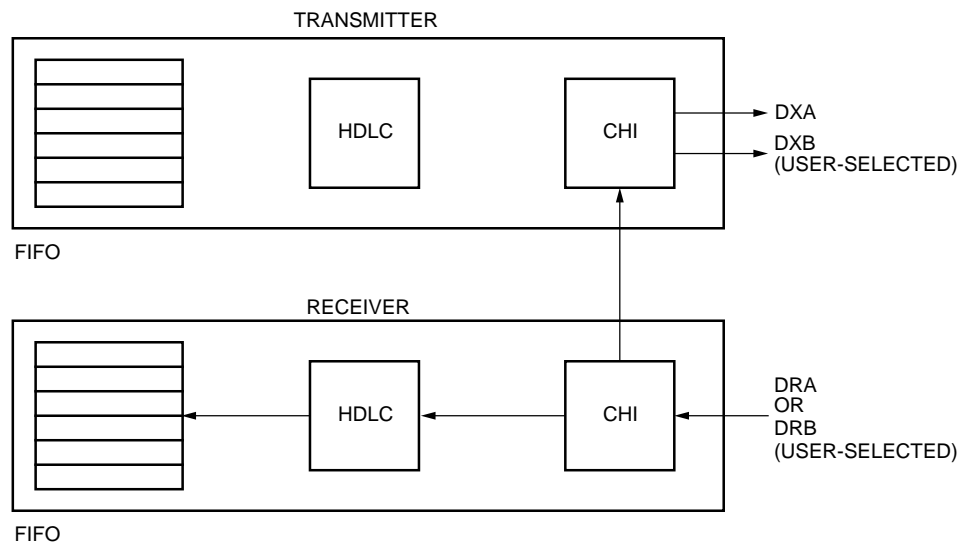 TRANSMITTER
HDLC
CHI
DXA
DXB
(USER-SELECTED)
FIFO
RECEIVER
HDLC
CHI
DRA
OR
DRB
(USER-SELECTED)
FIFO